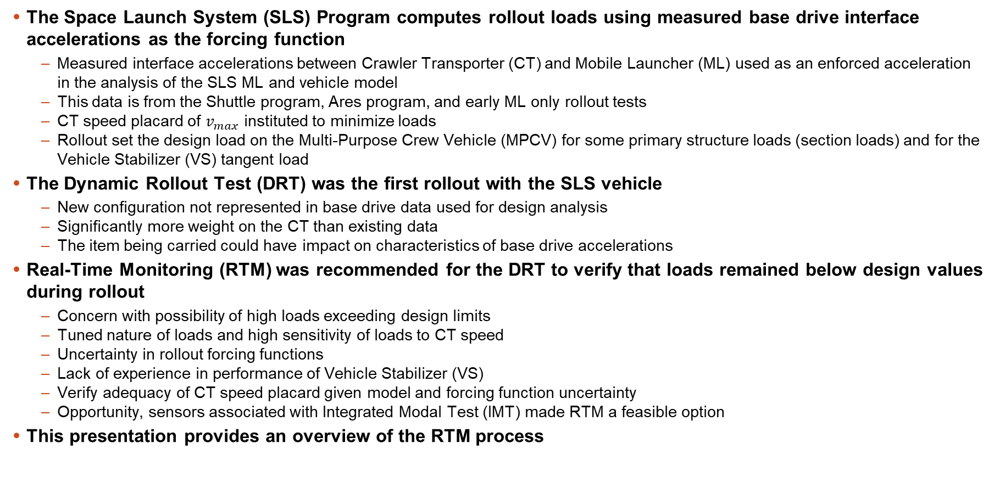 • The Space Launch System (SLS) Program computes rollout loads using measured base drive interface
accelerations as the forcing function
– Measured interface accelerations between Crawler Transporter (CT) and Mobile Launcher (ML) used as an enforced acceleration
in the analysis of the SLS ML and vehicle model
– This data is from the Shuttle program, Ares program, and early ML only rollout tests
– CT speed placard of 𝑣𝑚𝑎𝑥 instituted to minimize loads
– Rollout set the design load on the Multi-Purpose Crew Vehicle (MPCV) for some primary structure loads (section loads) and for the
Vehicle Stabilizer (VS) tangent load
• The Dynamic Rollout Test (DRT) was the first rollout with the SLS vehicle
– New configuration not represented in base drive data used for design analysis
– Significantly more weight on the CT than existing data
– The item being carried could have impact on characteristics of base drive accelerations
• Real-Time Monitoring (RTM) was recommended for the DRT to verify that loads remained below design values
during rollout
– Concern with possibility of high loads exceeding design limits
– Tuned nature of loads and high sensitivity of loads to CT speed
– Uncertainty in rollout forcing functions
– Lack of experience in performance of Vehicle Stabilizer (VS)
– Verify adequacy of CT speed placard given model and forcing function uncertainty
– Opportunity, sensors associated with Integrated Modal Test (IMT) made RTM a feasible option
• This presentation provides an overview of the RTM process